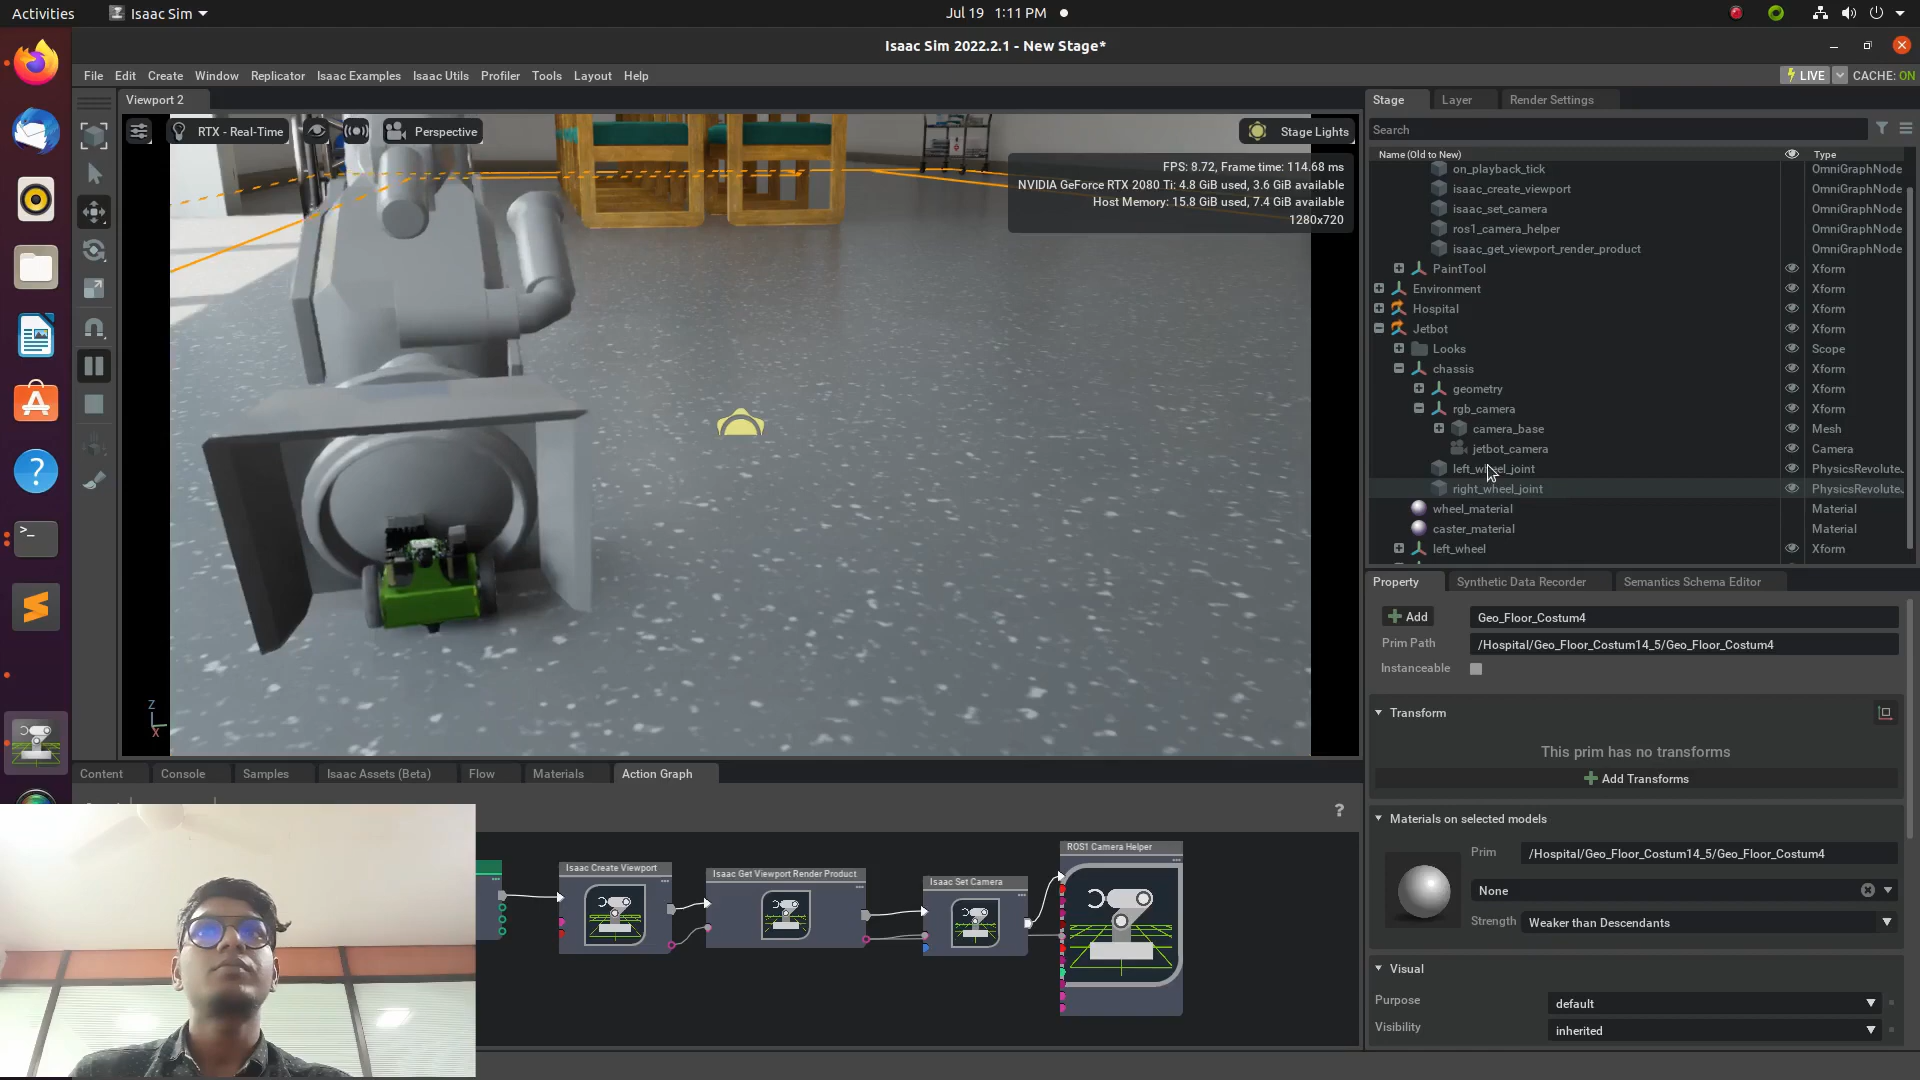 Activities
Isaac Sim
Jul 19 1:11 PM
Isaac Sim 2022.2.1 - New Stage*
File Edit Create Window Replicator Isaac Examples Isaac Utils Profiler Tools Layout Help
LIVE
CACHE: ON
Viewport 2
RTX - Real-Time
Perspective
Stage Lights
FPS: 8.72, Frame time: 114.68 ms
NVIDIA GeForce RTX 2080 Ti: 4.8 GiB used, 3.6 GiB available
Host Memory: 15.8 GiB used, 7.4 GiB available
1280x720
Z
X
Stage Layer Render Settings
Search
Name (Old to New) Type
on_playback_tick OmniGraphNode
isaac_create_viewport OmniGraphNode
isaac_set_camera OmniGraphNode
ros1_camera_helper OmniGraphNode
isaac_get_viewport_render_product OmniGraphNode
PaintTool Xform
Environment Xform
Hospital Xform
Jetbot Xform
Looks Scope
chassis Xform
geometry Xform
rgb_camera Xform
camera_base Mesh
jetbot_camera Camera
left_wheel_joint PhysicsRevolute.
right_wheel_joint PhysicsRevolute.
wheel_material Material
caster_material Material
left_wheel Xform
Property Synthetic Data Recorder Semantics Schema Editor
Add Geo_Floor_Costum4
Prim Path /Hospital/Geo_Floor_Costum14_5/Geo_Floor_Costum4
Instanceable
Transform
This prim has no transforms
Add Transforms
Materials on selected models
Prim /Hospital/Geo_Floor_Costum14_5/Geo_Floor_Costum4
None
Strength Weaker than Descendants
Visual
Purpose default
Visibility inherited
Content Console Samples Isaac Assets (Beta) Flow Materials Action Graph
?
Isaac Create Viewport
Isaac Get Viewport Render Product
Isaac Set Camera
ROS1 Camera Helper